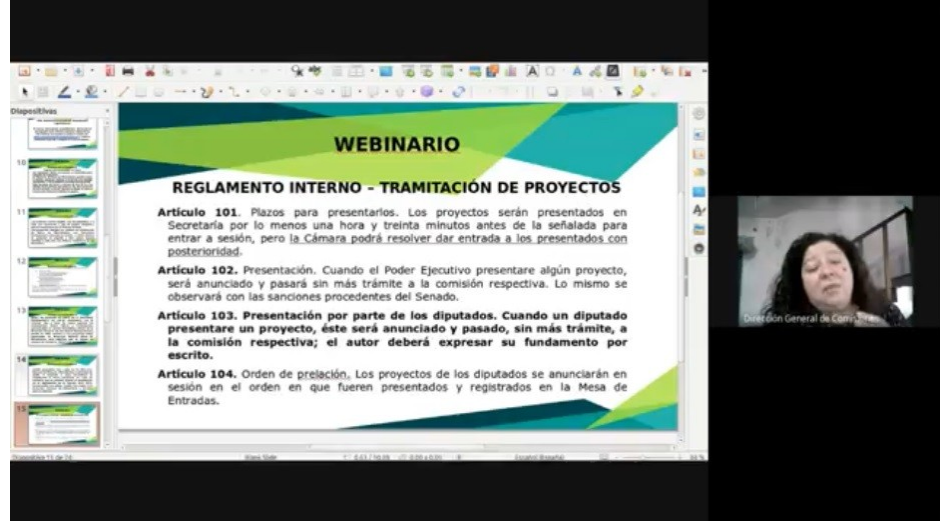 Diapositivas
WEBINARIO
REGLAMENTO INTERNO – TRAMITACIÓN DE PROYECTOS
Artículo 101. Plazos para presentarlos. Los proyectos serán presentados en
Secretaría por lo menos una hora y treinta minutos antes de la señalada para
entrar a sesión, pero la Cámara podrá resolver dar entrada a los presentados con
posterioridad.
Artículo 102. Presentación. Cuando el Poder Ejecutivo presentare algún proyecto,
será anunciado y pasará sin más trámite a la comisión respectiva. Lo mismo se
observará con las sanciones procedentes del Senado.
Artículo 103. Presentación por parte de los diputados. Cuando un diputado
presentare un proyecto, éste será anunciado y pasado, sin más trámite, a
la comisión respectiva; el autor deberá expresar su fundamento por
escrito.
Artículo 104. Orden de prelación. Los proyectos de los diputados se anunciarán en
sesión en el orden en que fueren presentados y registrados en la Mesa de
Entradas.
10
11
12
13
14
15
Dirección General de